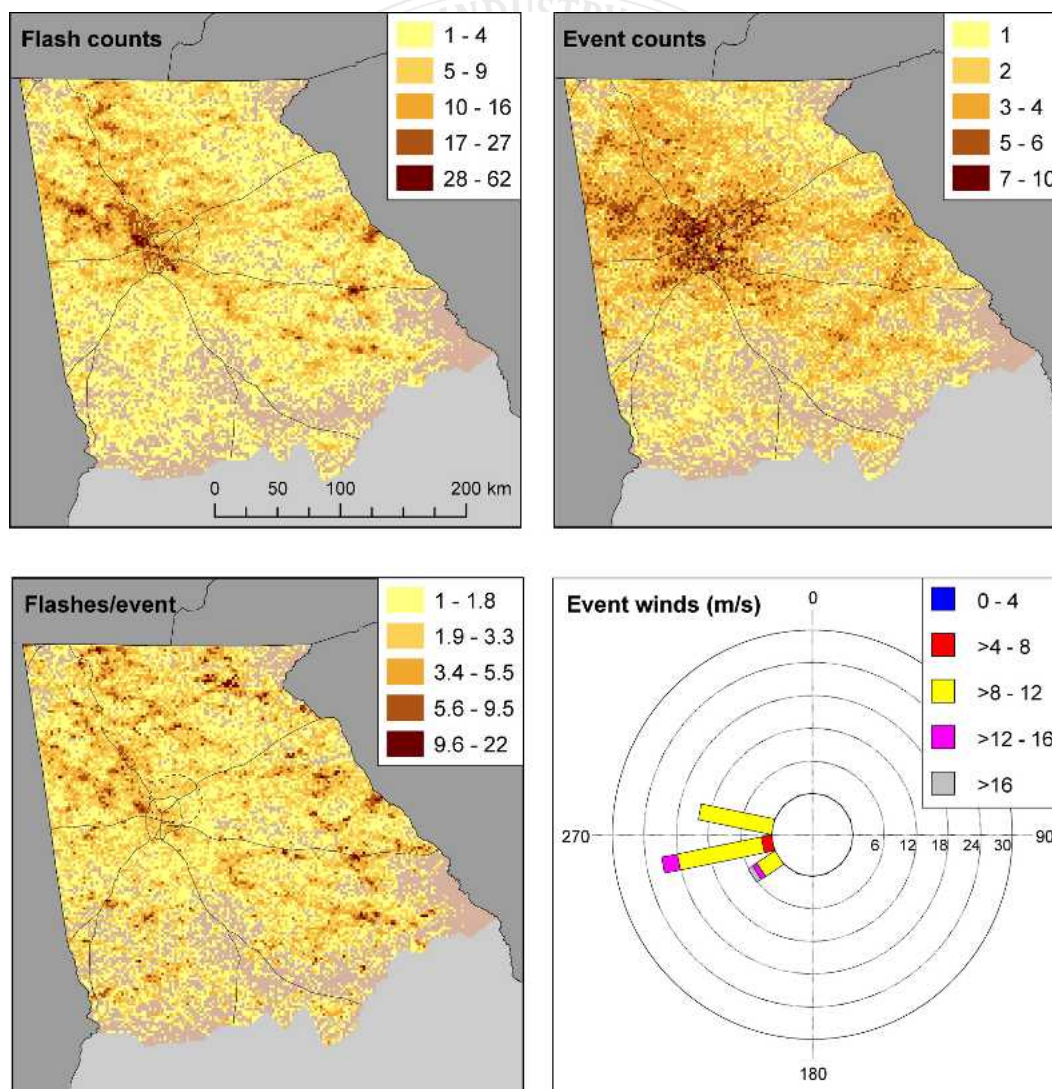 INDUSTRY
Flash counts
1 - 4
5 - 9
10 - 16
17 - 27
28 - 62
0 50 100 200 km
Event counts
1
2
3 - 4
5 - 6
7 - 10
Flashes/event
1 - 1.8
1.9 - 3.3
3.4 - 5.5
5.6 - 9.5
9.6 - 22
Event winds (m/s)
0
0 - 4
>4 - 8
>8 - 12
>12 - 16
>16
270
6 12 18 24 30
90
180